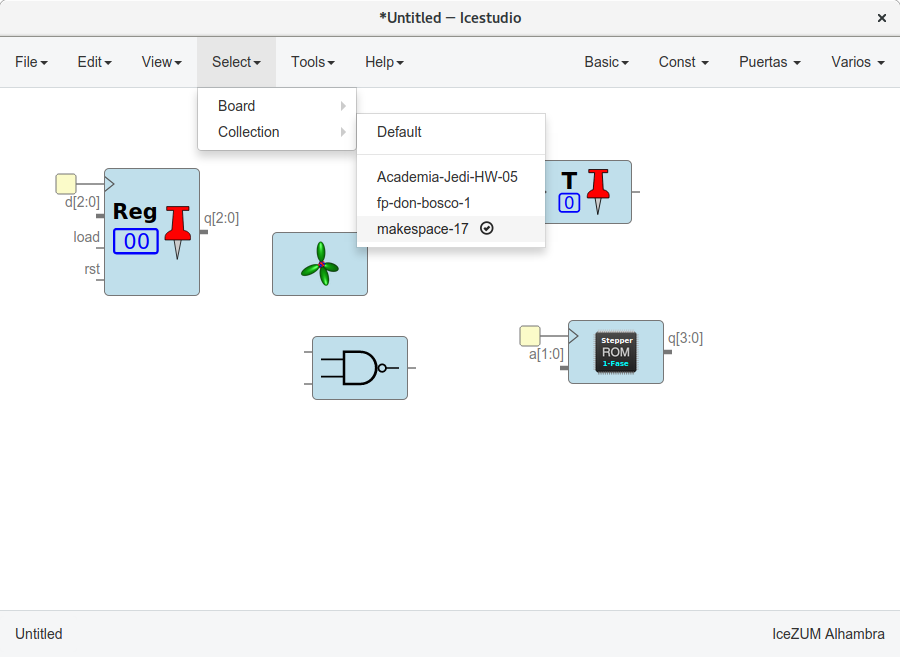 *Untitled – Icestudio
File Edit View Select Tools Help Basic Const Puertas Varios
Board
Collection
Default
Academia-Jedi-HW-05
fp-don-bosco-1
makespace-17
d[2:0]
load
rst
Reg
00
q[2:0]
T
0
a[1:0]
Stepper
ROM
1-Fase
q[3:0]
Untitled IceZUM Alhambra